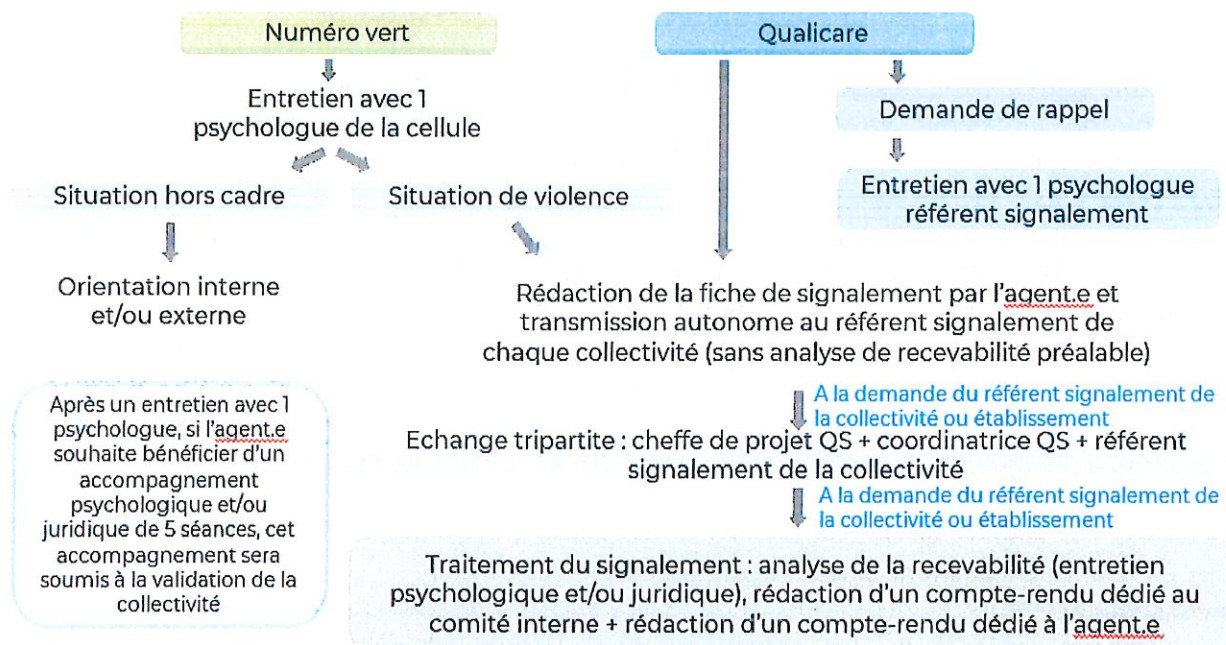 Numéro vert
Qualicare
Entretien avec 1
psychologue de la cellule
Demande de rappel
Situation hors cadre
Situation de violence
Entretien avec 1 psychologue
référent signalement
Orientation interne
et/ou externe
Rédaction de la fiche de signalement par l'agent.e et
transmission autonome au référent signalement de
chaque collectivité (sans analyse de recevabilité préalable)
Après un entretien avec 1
psychologue, si l'agent.e
souhaite bénéficier d'un
accompagnement
psychologique et/ou
juridique de 5 séances, cet
accompagnement sera
soumis à la validation de la
collectivité
A la demande du référent signalement de
la collectivité ou établissement
Echange tripartite : cheffe de projet QS + coordinatrice QS + référent
signalement de la collectivité
A la demande du référent signalement de
la collectivité ou établissement
Traitement du signalement : analyse de la recevabilité (entretien
psychologique et/ou juridique), rédaction d'un compte-rendu dédié au
comité interne + rédaction d'un compte-rendu dédié à l'agent.e